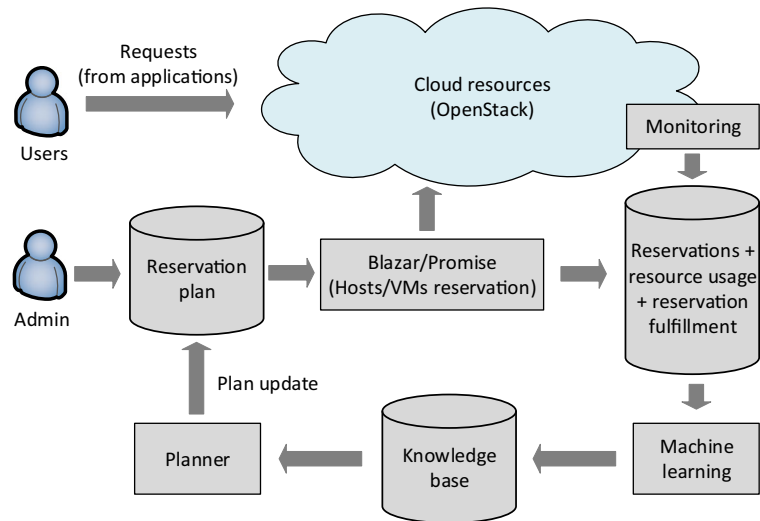 Requests
(from applications)
Users
Cloud resources
(OpenStack)
Monitoring
Admin
Reservation
plan
Blazar/Promise
(Hosts/VMs reservation)
Reservations +
resource usage
+ reservation
fulfillment
Plan update
Planner
Knowledge
base
Machine
learning